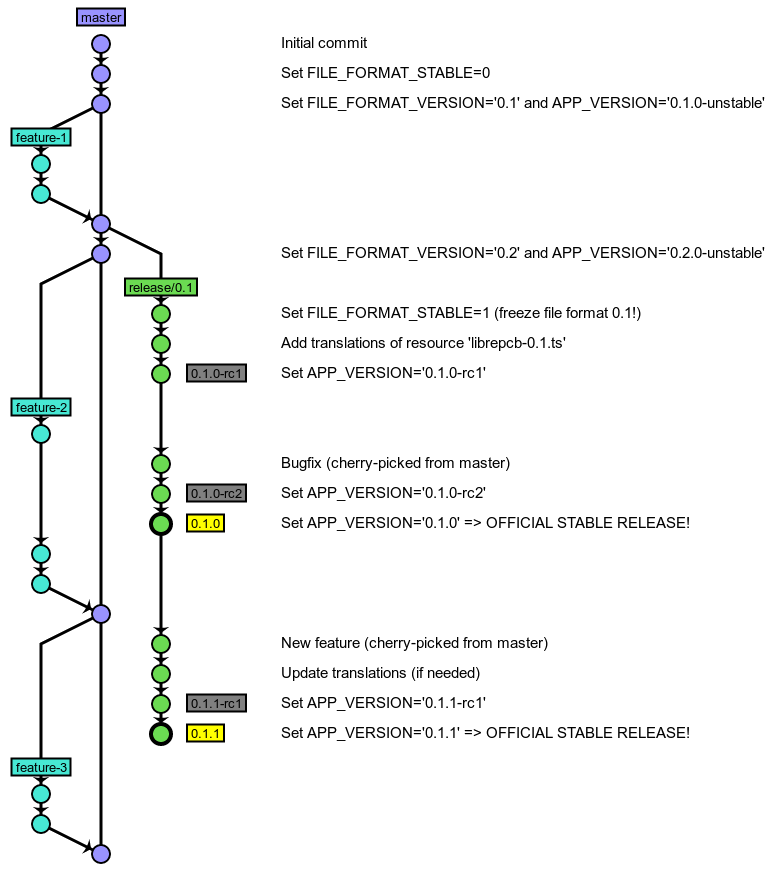 master
Initial commit
Set FILE_FORMAT_STABLE=0
Set FILE_FORMAT_VERSION='0.1' and APP_VERSION='0.1.0-unstable'
feature-1
Set FILE_FORMAT_VERSION='0.2' and APP_VERSION='0.2.0-unstable'
release/0.1
Set FILE_FORMAT_STABLE=1 (freeze file format 0.1!)
Add translations of resource 'librepcb-0.1.ts'
0.1.0-rc1 Set APP_VERSION='0.1.0-rc1'
feature-2
Bugfix (cherry-picked from master)
0.1.0-rc2 Set APP_VERSION='0.1.0-rc2'
0.1.0 Set APP_VERSION='0.1.0' => OFFICIAL STABLE RELEASE!
New feature (cherry-picked from master)
Update translations (if needed)
0.1.1-rc1 Set APP_VERSION='0.1.1-rc1'
0.1.1 Set APP_VERSION='0.1.1' => OFFICIAL STABLE RELEASE!
feature-3